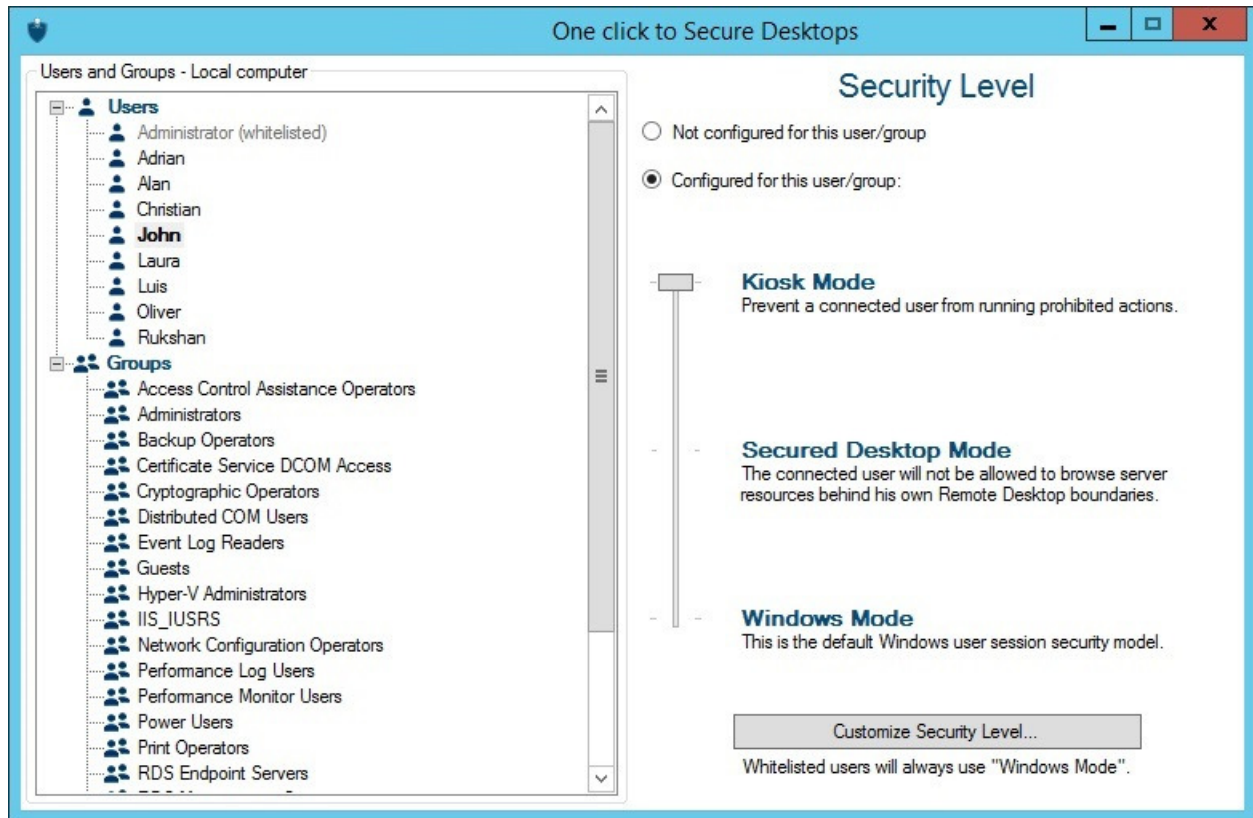 One click to Secure Desktops
Users and Groups - Local computer
Users
Administrator (whitelisted)
Adrian
Alan
Christian
John
Laura
Luis
Oliver
Rukshan
Groups
Access Control Assistance Operators
Administrators
Backup Operators
Certificate Service DCOM Access
Cryptographic Operators
Distributed COM Users
Event Log Readers
Guests
Hyper-V Administrators
IIS_IUSRS
Network Configuration Operators
Performance Log Users
Performance Monitor Users
Power Users
Print Operators
RDS Endpoint Servers
Security Level
Not configured for this user/group
Configured for this user/group:
Kiosk Mode
Prevent a connected user from running prohibited actions.
Secured Desktop Mode
The connected user will not be allowed to browse server
resources behind his own Remote Desktop boundaries.
Windows Mode
This is the default Windows user session security model.
Customize Security Level...
Whitelisted users will always use "Windows Mode".